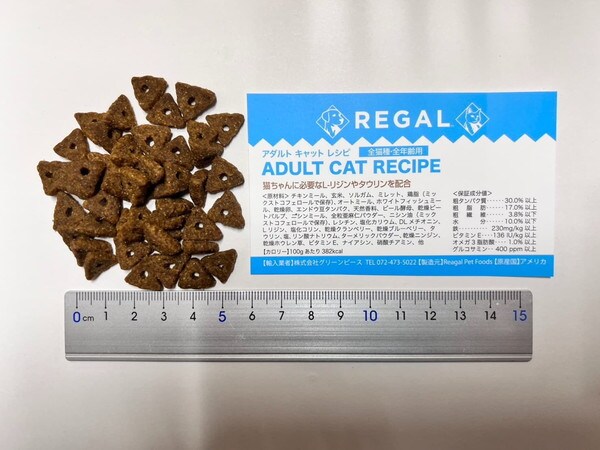 REGAL
アダルト キャット レシピ 全猫種・全年齢用
ADULT CAT RECIPE
猫ちゃんに必要なL-リジンやタウリンを配合
<原材料>チキンミール、玄米、ソルガム、ミレット、鶏脂（ミッ
クストコフェロールで保存）、オートミール、ホワイトフィッシュミー
ル、乾燥卵、エンドウ豆タンパク、天然香料、ビール酵母、乾燥ビー
トパルプ、コーングルテンミール、全粒亜麻仁パウダー、ニシン油（ミック
ストコフェロールで保存）、レシチン、塩化カリウム、DL メチオニン、
L リジン、塩化コリン、乾燥クランベリー、乾燥ブルーベリー、タ
ウリン、塩、リン酸ナトリウム、ターメリックパウダー、乾燥ニンジン、
乾燥ホウレン草、ビタミン E、ナイアシン、硝酸チアミン、他
【カロリー】100g あたり 382kcal
<保証成分値>
粗タンパク質・・・30.0% 以上
粗脂肪・・・17.0% 以上
粗繊維・・・3.8% 以下
水分・・・10.0% 以下
鉄・・・230mg/kg 以上
ビタミン E・・・136 IU/kg 以上
オメガ 3 脂肪酸・・・1.0% 以上
グルコサミン・・・400 ppm 以上
【輸入業者】株式会社グリーンピース TEL 072-473-5022 【製造元】Reagal Pet Foods 【原産国】アメリカ
0 cm 1 2 3 4 5 6 7 8 9 10 11 12 13 14 15